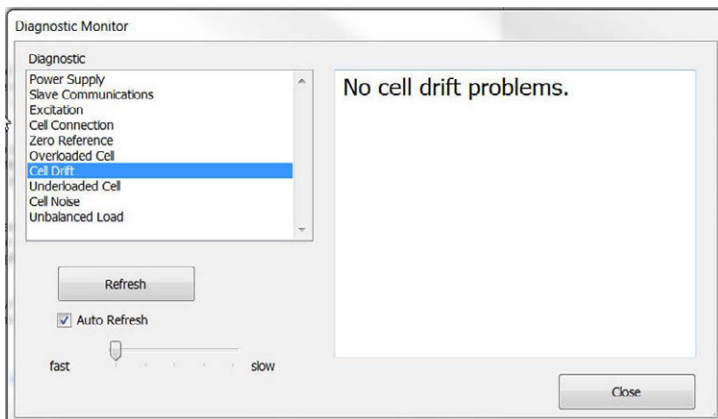 Diagnostic Monitor
Diagnostic
Power Supply
Slave Communications
Excitation
Cell Connection
Zero Reference
Overloaded Cell
Cell Drift
Underloaded Cell
Cell Noise
Unbalanced Load
No cell drift problems.
Refresh
Auto Refresh
fast slow
Close